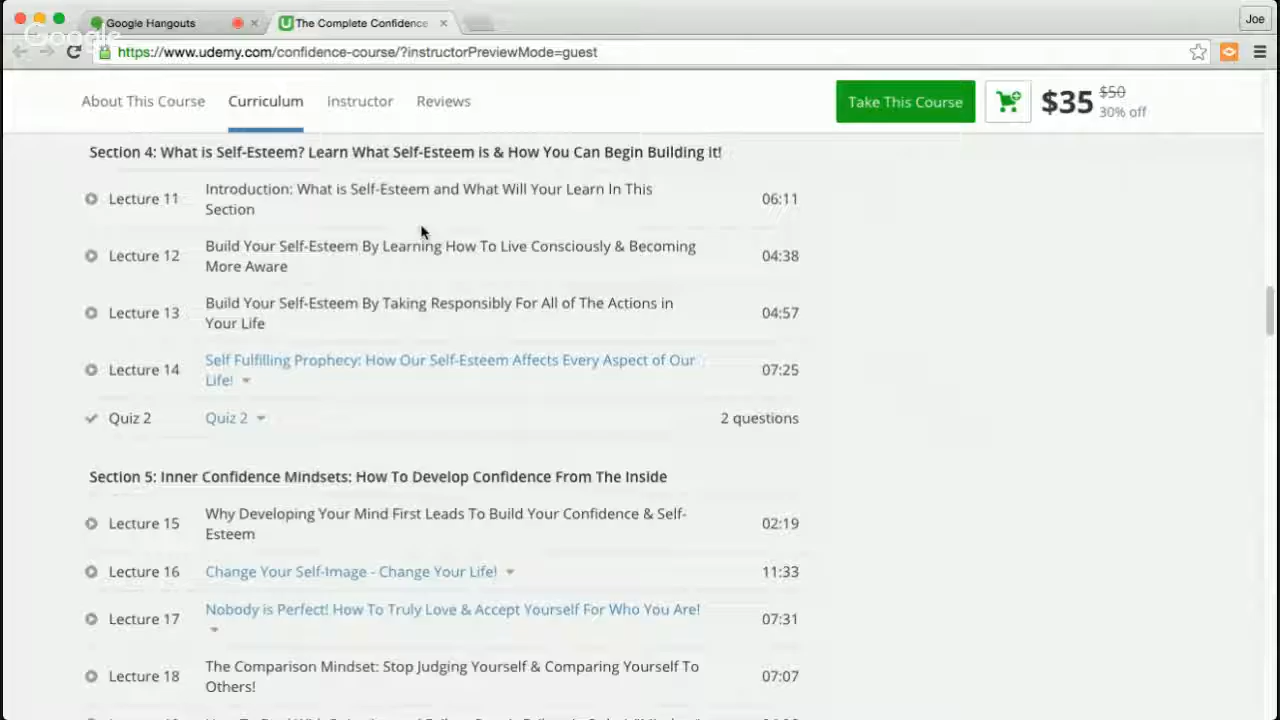 Google Hangouts
The Complete Confidence
Joe
Google
https://www.udemy.com/confidence-course/?instructorPreviewMode=guest
About This Course
Curriculum
Instructor
Reviews
Take This Course
$35
$50
30% off
Section 4: What is Self-Esteem? Learn What Self-Esteem is & How You Can Begin Building it!
Lecture 11
Introduction: What is Self-Esteem and What Will Your Learn In This
Section
06:11
Lecture 12
Build Your Self-Esteem By Learning How To Live Consciously & Becoming
More Aware
04:38
Lecture 13
Build Your Self-Esteem By Taking Responsibly For All of The Actions in
Your Life
04:57
Lecture 14
Self Fulfilling Prophecy: How Our Self-Esteem Affects Every Aspect of Our
Life!
07:25
Quiz 2
Quiz 2
2 questions
Section 5: Inner Confidence Mindsets: How To Develop Confidence From The Inside
Lecture 15
Why Developing Your Mind First Leads To Build Your Confidence & Self-
Esteem
02:19
Lecture 16
Change Your Self-Image - Change Your Life!
11:33
Lecture 17
Nobody is Perfect! How To Truly Love & Accept Yourself For Who You Are!
07:31
Lecture 18
The Comparison Mindset: Stop Judging Yourself & Comparing Yourself To
Others!
07:07